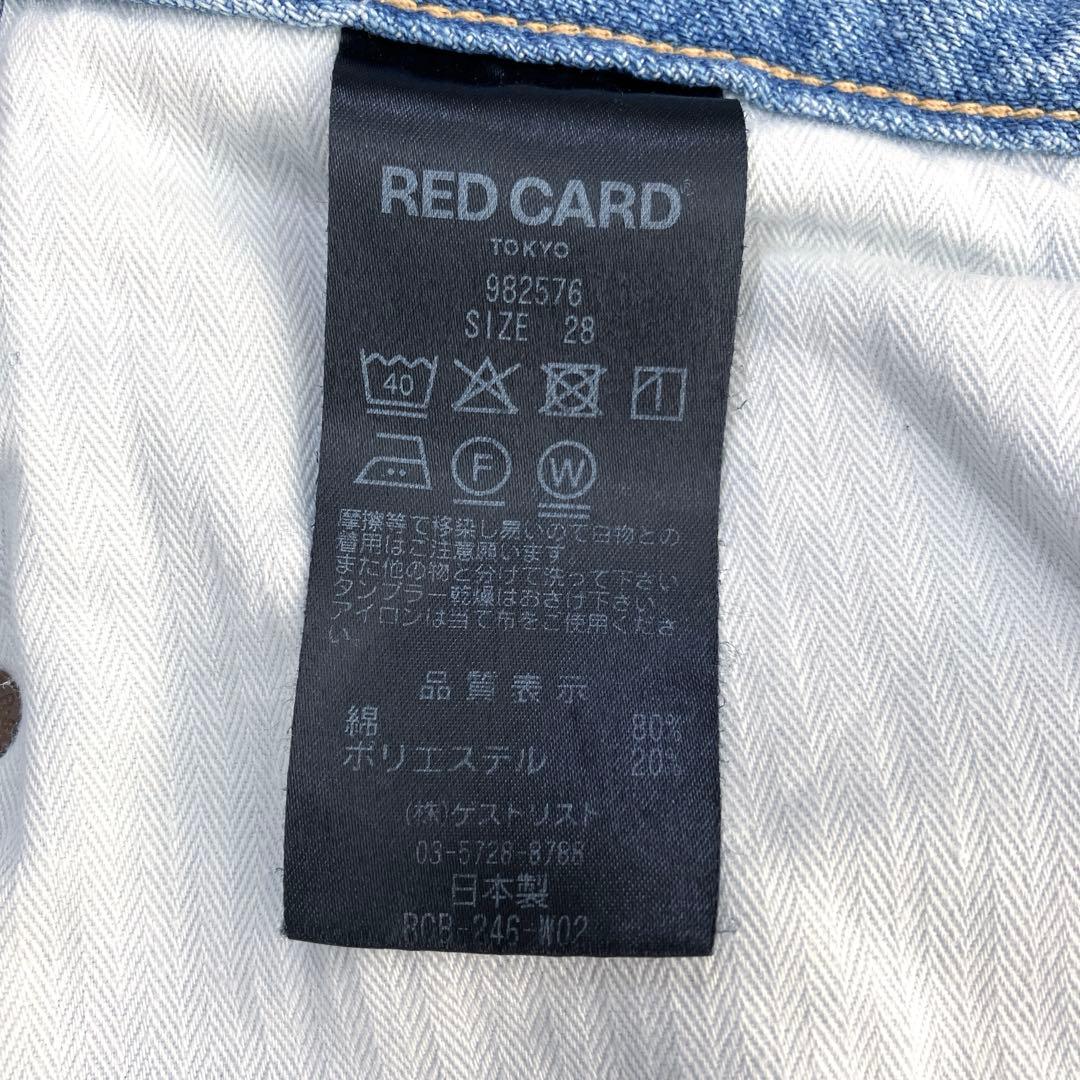 RED CARD®
TOKYO
982576
SIZE 28
40
F W
摩擦等で移染し易いので白物との
着用はご注意願います。
また他の物と分けて洗って下さい
タンブラー乾燥はおさけ下さい。
アイロンは当て布をご使用くださ
い。
品質表示
綿 80%
ポリエステル 20%
(株)ゲストリスト
03-5728-8788
日本製
RCB-246-W02